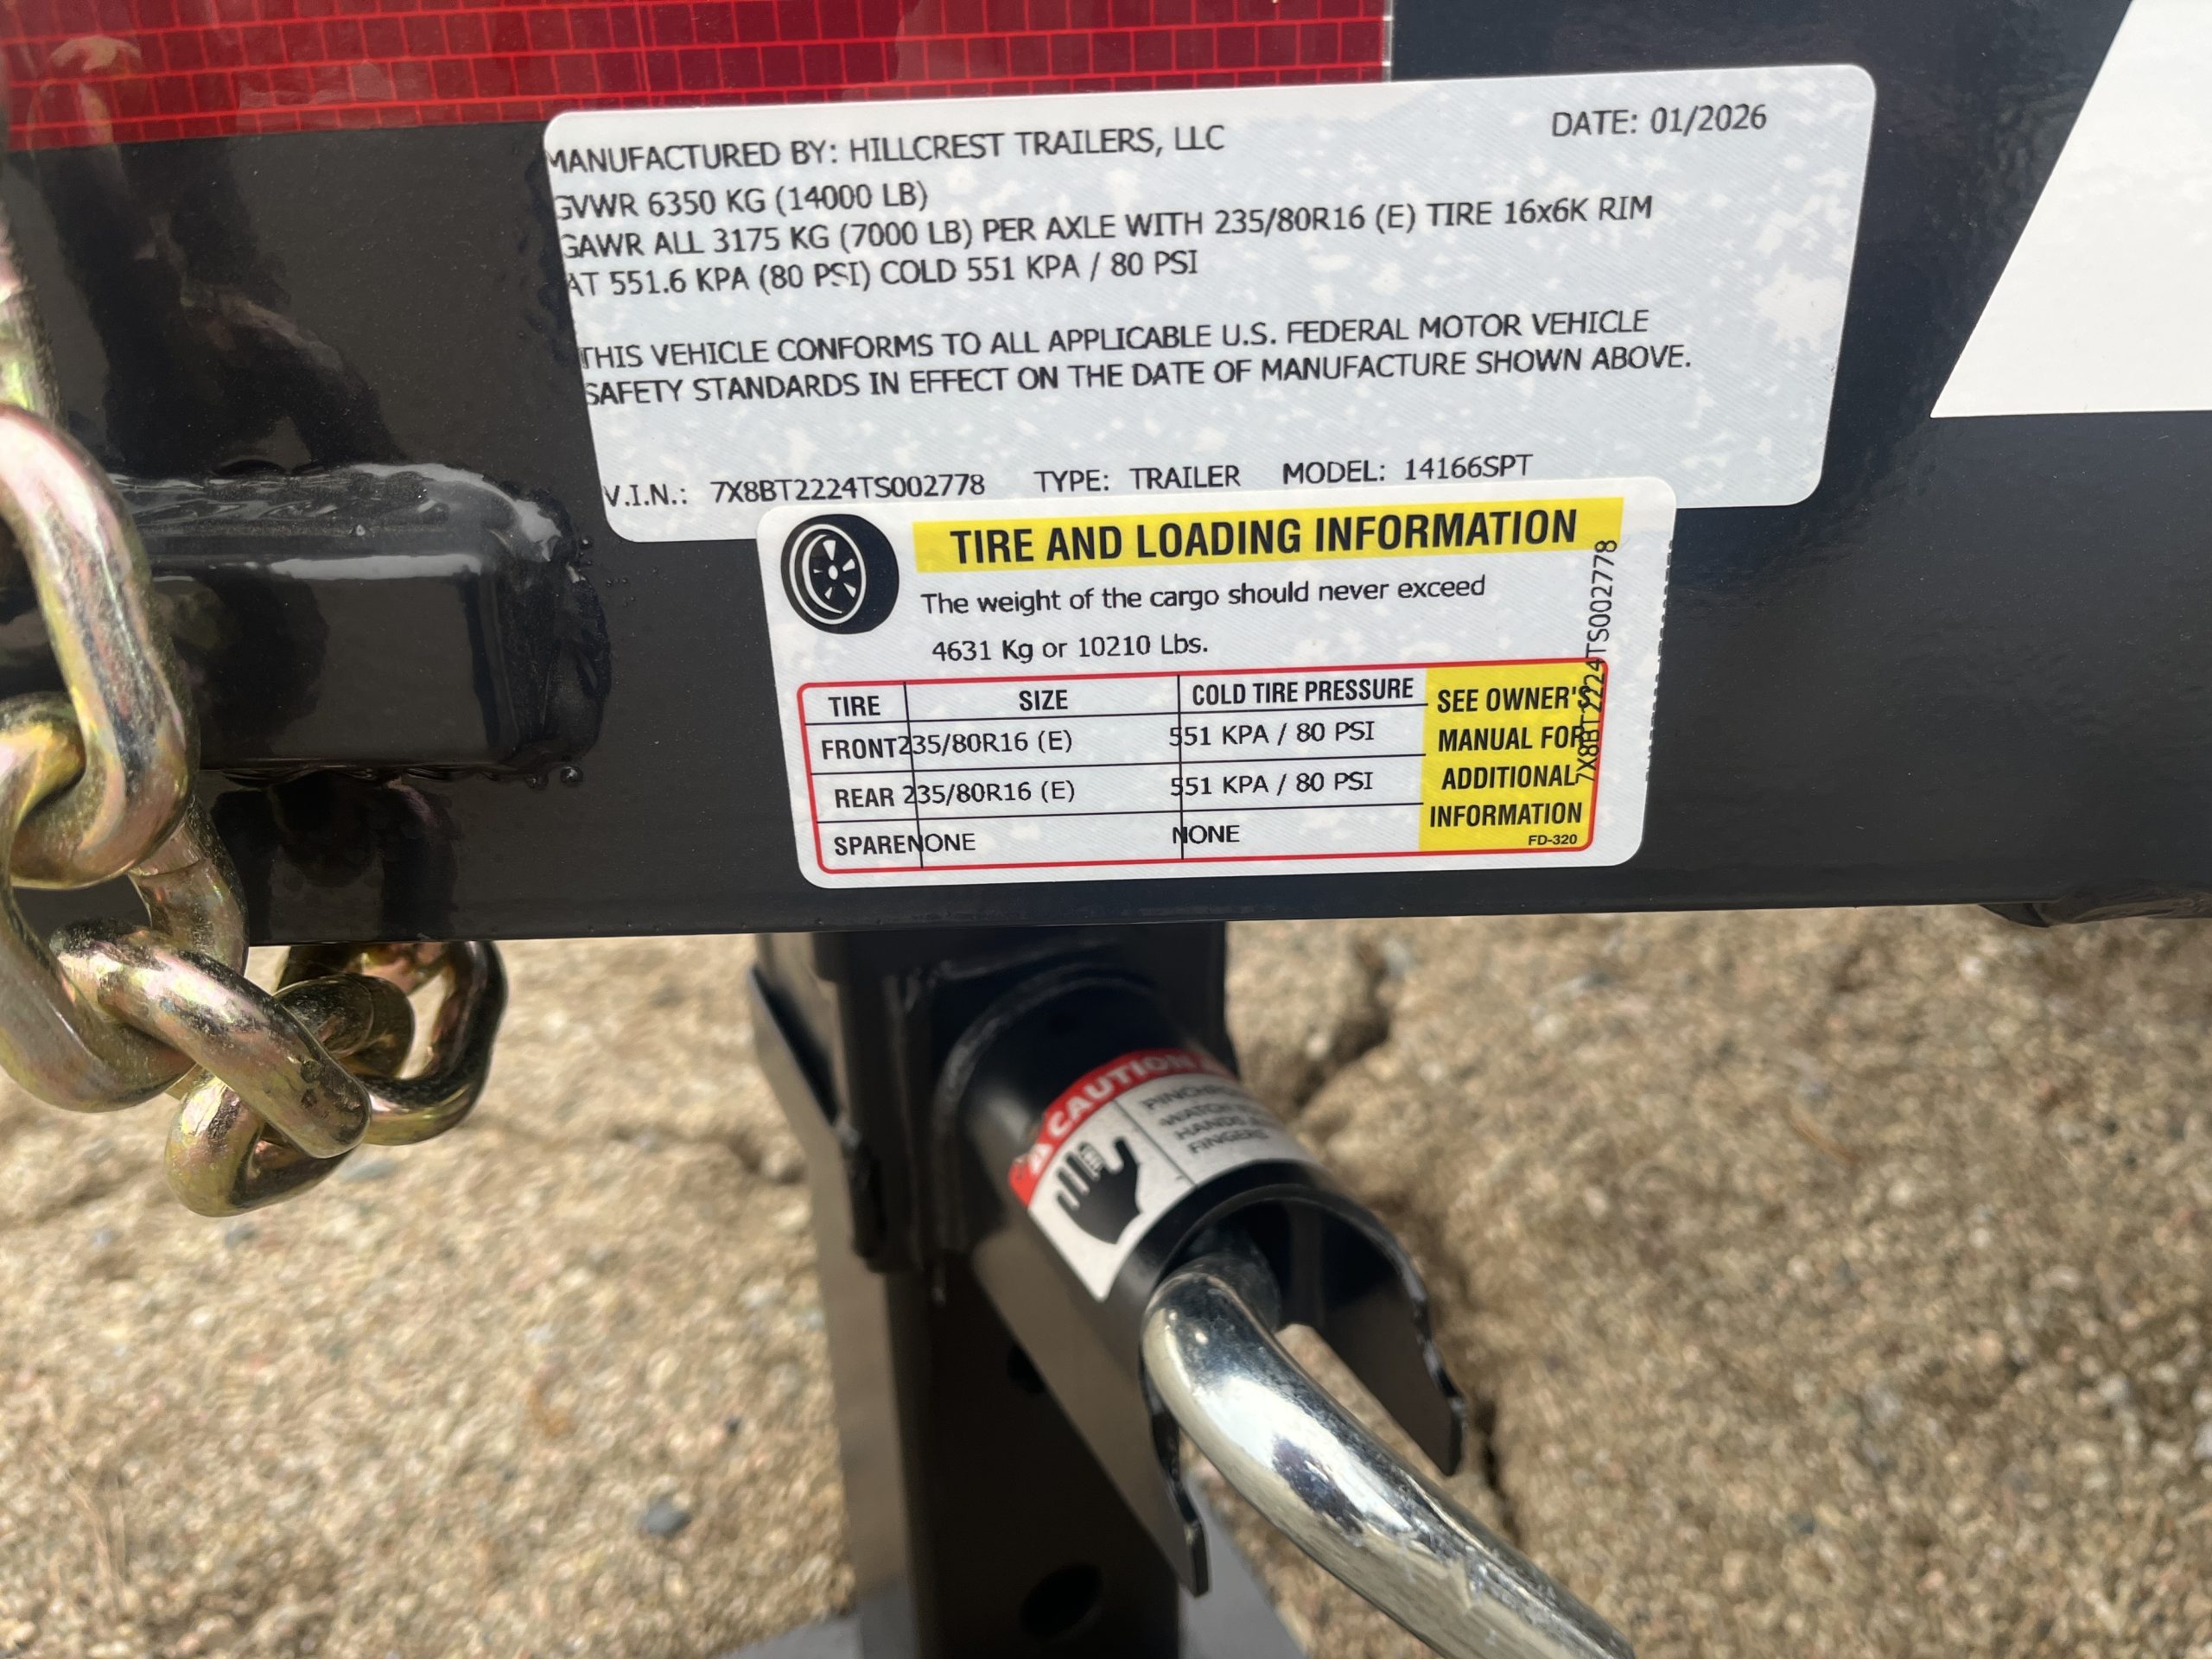 MANUFACTURED BY: HILLCREST TRAILERS, LLC
DATE: 01/2026
GVWR 6350 KG (14000 LB)
GAWR ALL 3175 KG (7000 LB) PER AXLE WITH 235/80R16 (E) TIRE 16x6K RIM
AT 551.6 KPA (80 PSI) COLD 551 KPA / 80 PSI
THIS VEHICLE CONFORMS TO ALL APPLICABLE U.S. FEDERAL MOTOR VEHICLE
SAFETY STANDARDS IN EFFECT ON THE DATE OF MANUFACTURE SHOWN ABOVE.
V.I.N.: 7X8BT2224TS002778 TYPE: TRAILER MODEL: 14166SPT
TIRE AND LOADING INFORMATION
The weight of the cargo should never exceed
4631 Kg or 10210 Lbs.
TIRE SIZE COLD TIRE PRESSURE
FRONT 235/80R16 (E) 551 KPA / 80 PSI
REAR 235/80R16 (E) 551 KPA / 80 PSI
SPARE NONE NONE
SEE OWNER'S
MANUAL FOR
ADDITIONAL
INFORMATION
FD-320
7X8BT2224TS002778
CAUTION
HANDS
FINGERS